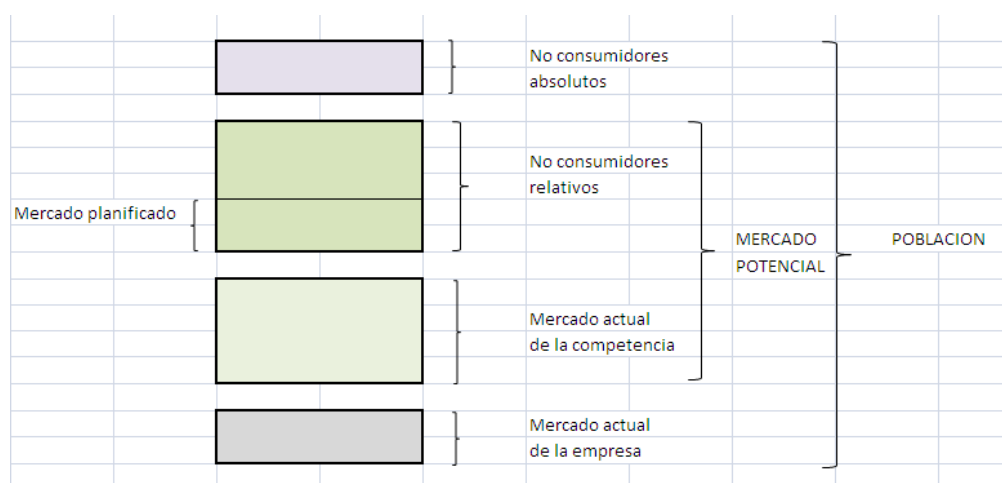 No consumidores
absolutos
No consumidores
relativos
Mercado planificado
MERCADO
POTENCIAL
POBLACION
Mercado actual
de la competencia
Mercado actual
de la empresa